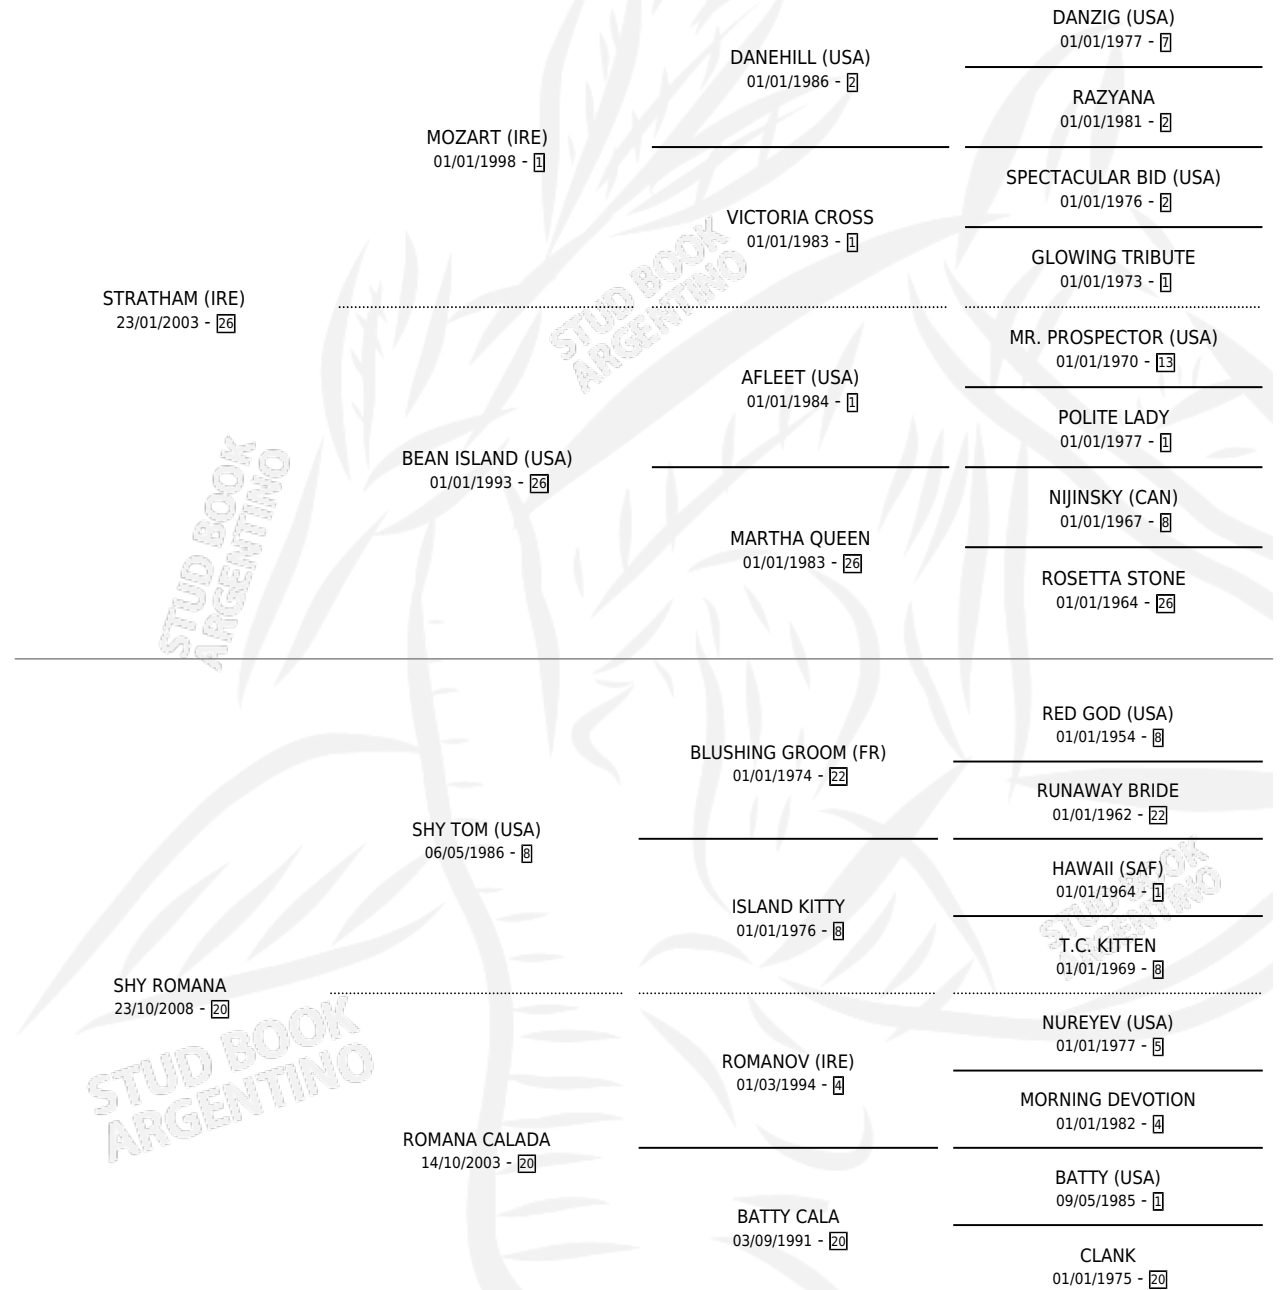 DANZIG (USA)
01/01/1977 - 7
DANEHILL (USA)
01/01/1986 - 2
RAZYANA
01/01/1981 - 2
MOZART (IRE)
01/01/1998 - 1
SPECTACULAR BID (USA)
01/01/1976 - 2
VICTORIA CROSS
01/01/1983 - 1
GLOWING TRIBUTE
01/01/1973 - 1
STRATHAM (IRE)
23/01/2003 - 26
STUD BOOK
ARGENTINO
MR. PROSPECTOR (USA)
01/01/1970 - 13
AFLEET (USA)
01/01/1984 - 1
POLITE LADY
01/01/1977 - 1
BEAN ISLAND (USA)
01/01/1993 - 26
NIJINSKY (CAN)
01/01/1967 - 8
MARTHA QUEEN
01/01/1983 - 26
ROSETTA STONE
01/01/1964 - 26
STUD BOOK
ARGENTINO
RED GOD (USA)
01/01/1954 - 8
BLUSHING GROOM (FR)
01/01/1974 - 22
RUNAWAY BRIDE
01/01/1962 - 22
SHY TOM (USA)
06/05/1986 - 8
HAWAII (SAF)
01/01/1964 - 1
ISLAND KITTY
01/01/1976 - 8
STUD BOOK
ARGENTINO
T.C. KITTEN
01/01/1969 - 8
SHY ROMANA
23/10/2008 - 20
STUD BOOK
ARGENTINO
NUREYEV (USA)
01/01/1977 - 5
ROMANOV (IRE)
01/03/1994 - 4
MORNING DEVOTION
01/01/1982 - 4
ROMANA CALADA
14/10/2003 - 20
BATTY (USA)
09/05/1985 - 1
BATTY CALA
03/09/1991 - 20
CLANK
01/01/1975 - 20